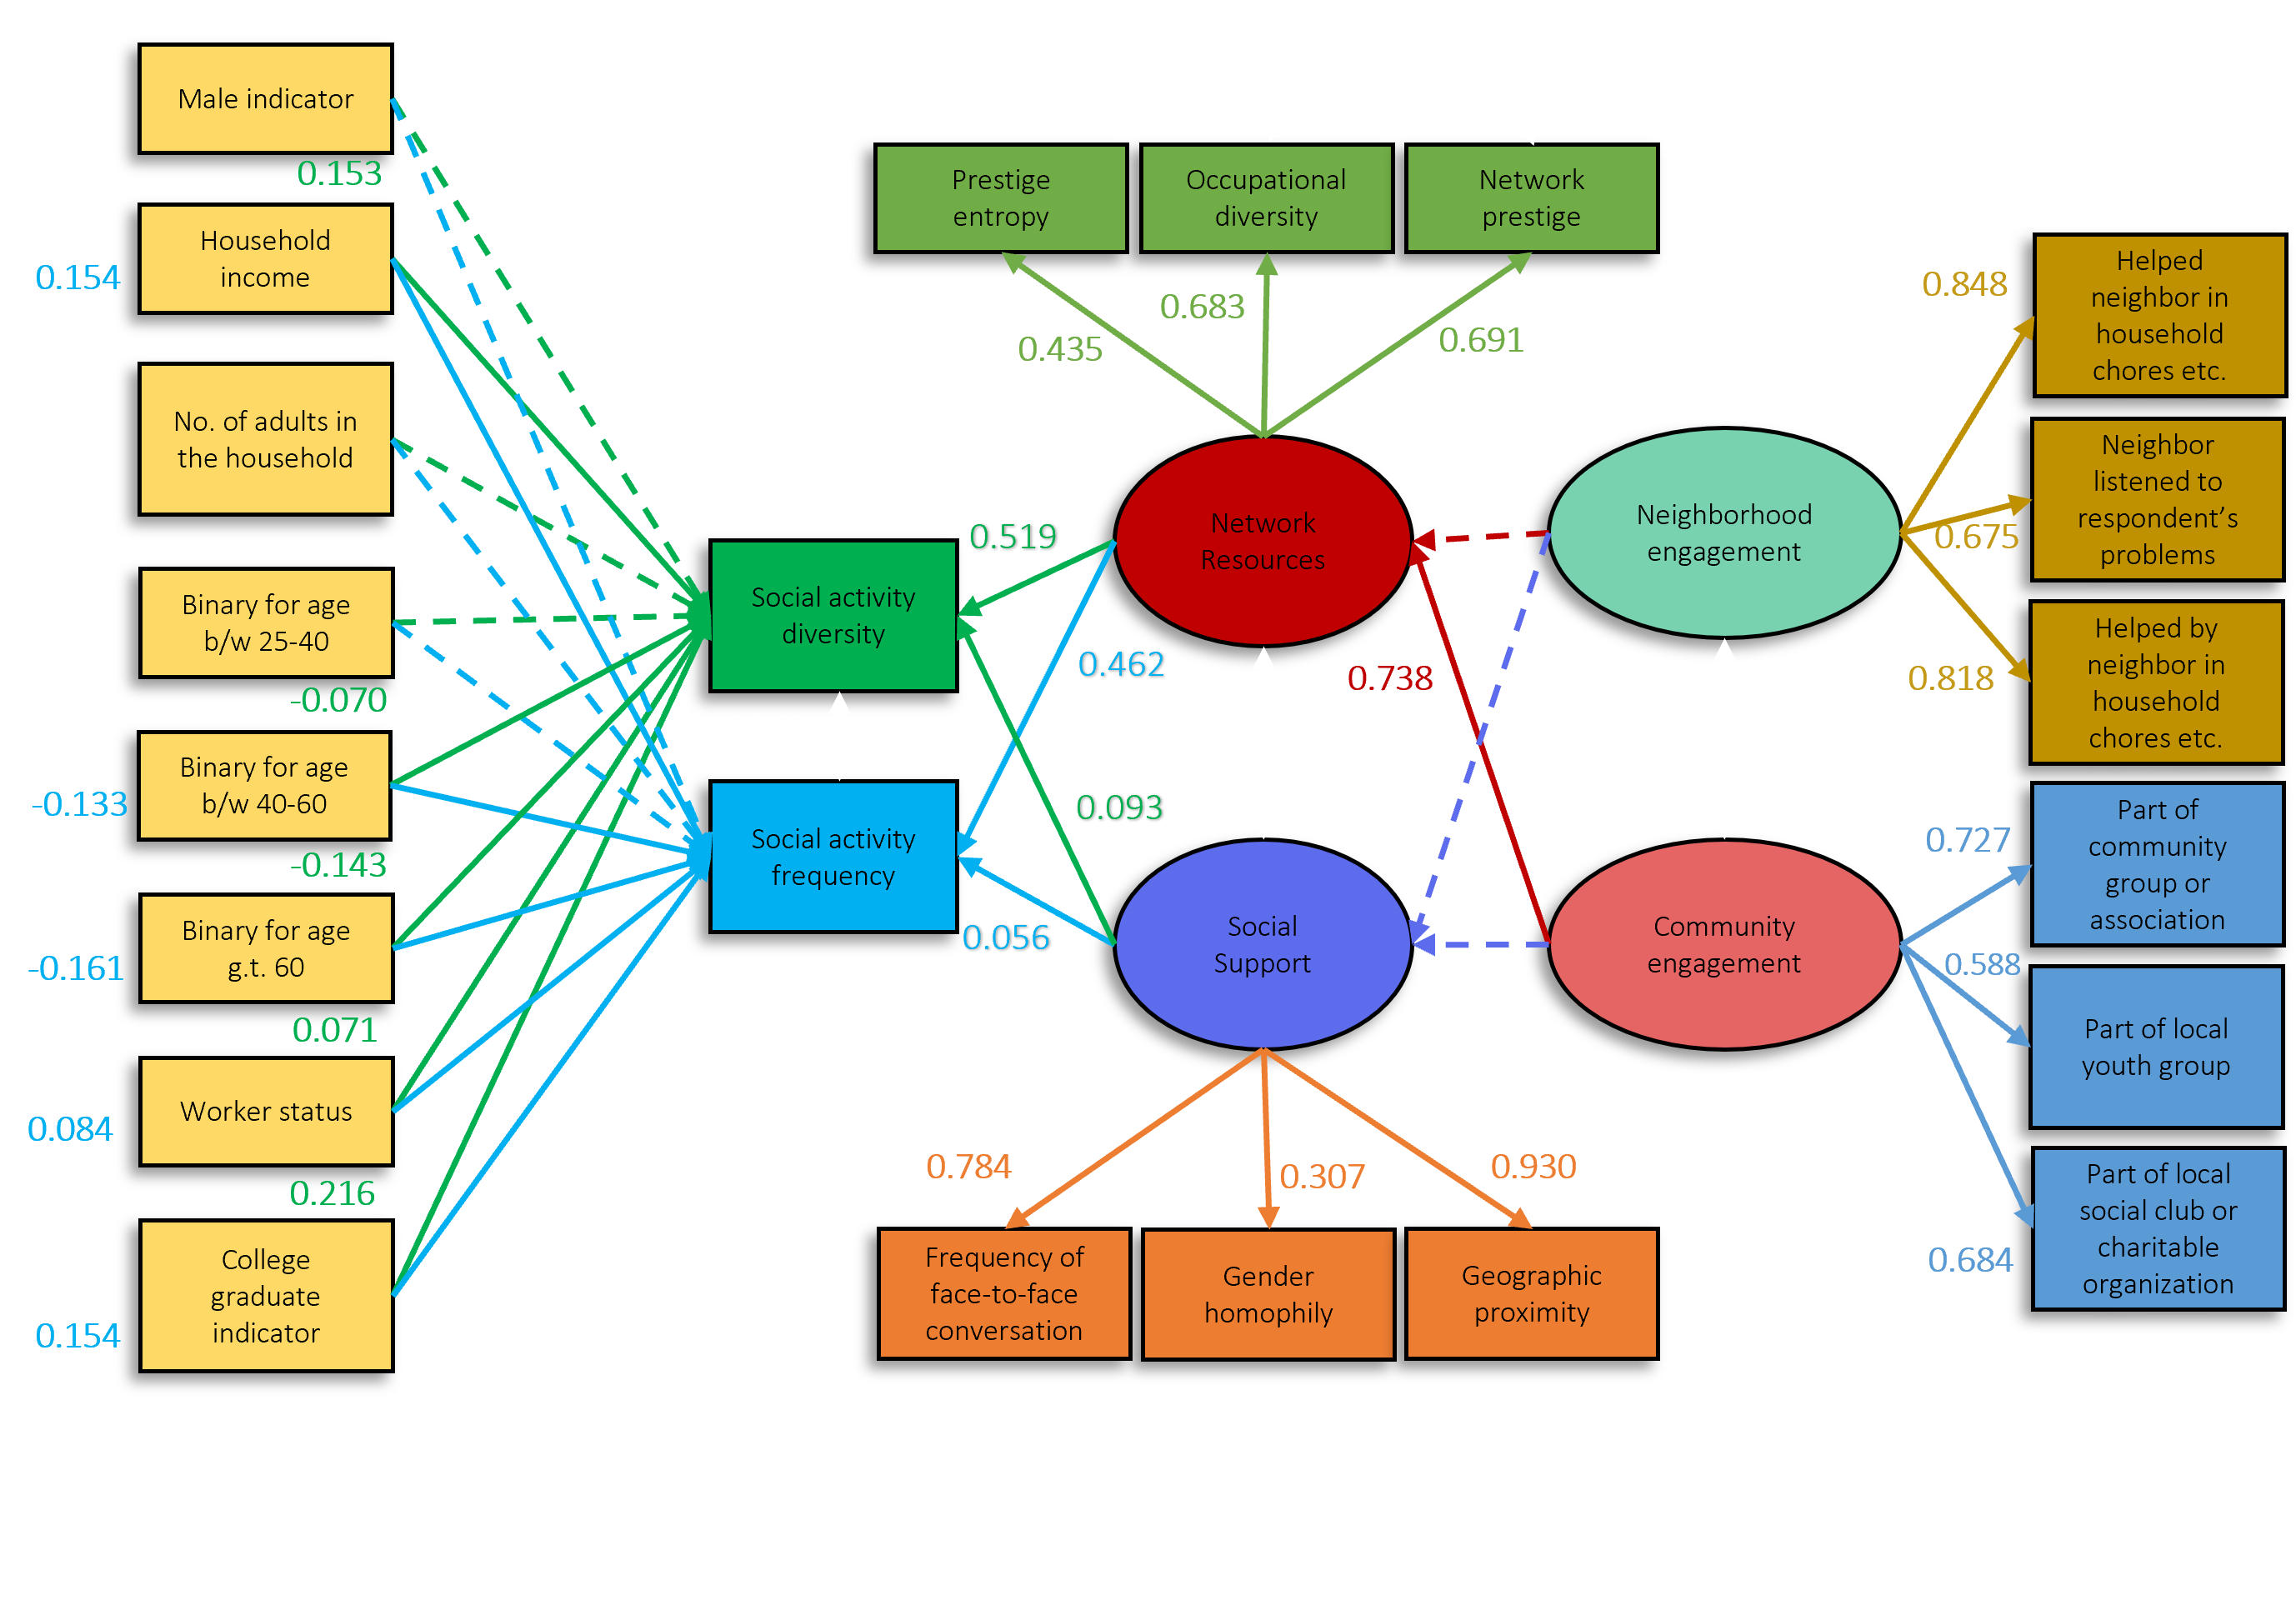 Male indicator
0.153
Household
income
0.154
No. of adults in
the household
Binary for age
b/w 25-40
-0.070
Binary for age
b/w 40-60
-0.133
-0.143
Binary for age
g.t. 60
-0.161
0.071
Worker status
0.084
0.216
College
graduate
indicator
0.154
Social activity
diversity
Social activity
frequency
0.519
0.462
0.093
0.056
Prestige
entropy
Occupational
diversity
Network
prestige
0.435
0.683
0.691
Network
Resources
0.738
Social
Support
0.784
0.307
0.930
Frequency of
face-to-face
conversation
Gender
homophily
Geographic
proximity
Neighborhood
engagement
Community
engagement
0.848
0.675
0.818
Helped
neighbor in
household
chores etc.
Neighbor
listened to
respondent's
problems
Helped by
neighbor in
household
chores etc.
0.727
0.588
0.684
Part of
community
group or
association
Part of local
youth group
Part of local
social club or
charitable
organization